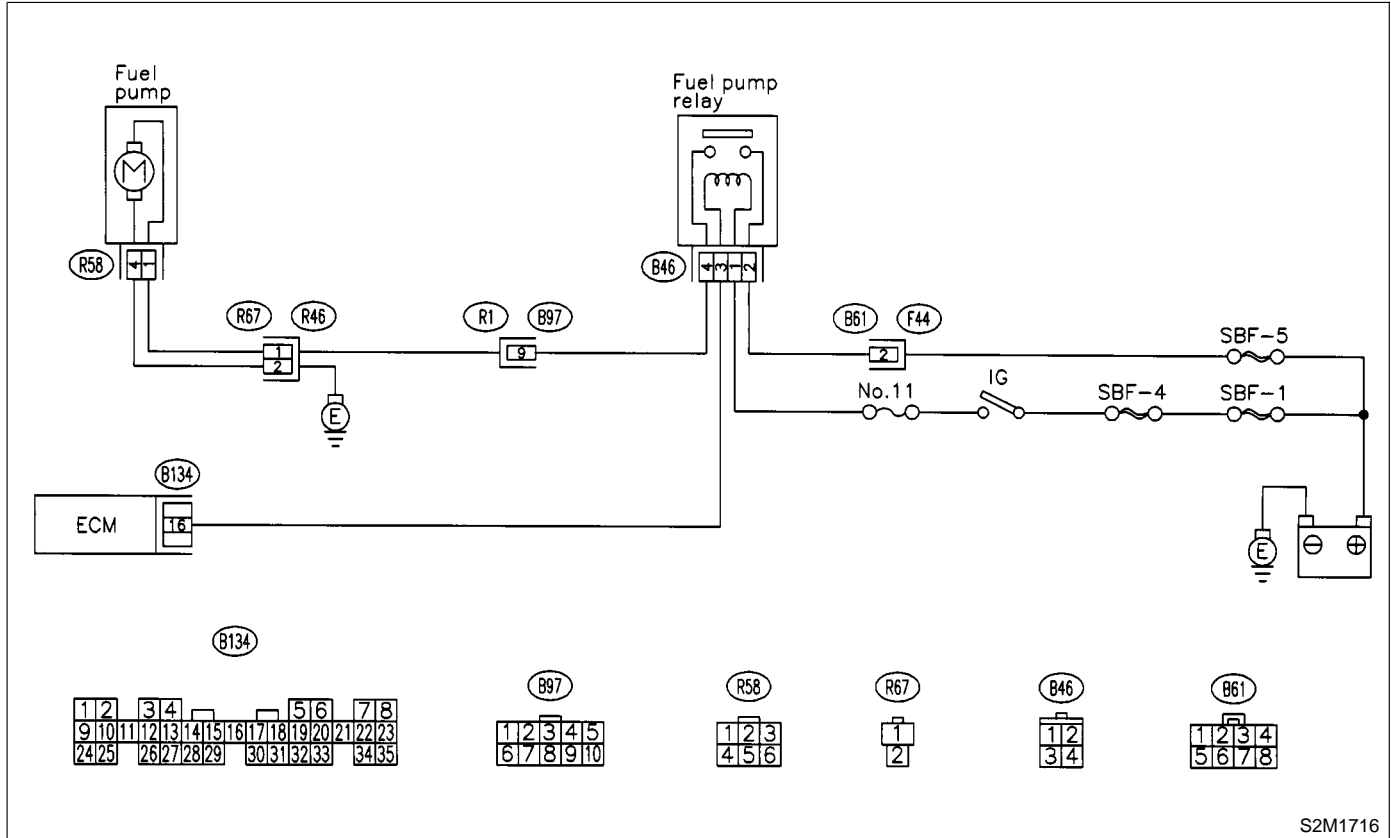 Fuel
pump
M
Fuel pump
relay
R58
4 1
B46
4 3 1 2
R67 R46
R1 B97
B61 F44
1
2
9
2
SBF-5
No.11
IG
SBF-4
SBF-1
E
B134
ECM
16
E
⊖ ⊕
B134
1 2 3 4 5 6 7 8
9 10 11 12 13 14 15 16 17 18 19 20 21 22 23
24 25 26 27 28 29 30 31 32 33 34 35
B97
1 2 3 4 5
6 7 8 9 10
R58
1 2 3
4 5 6
R67
1
2
B46
1 2
3 4
B61
1 2 3 4
5 6 7 8
S2M1716